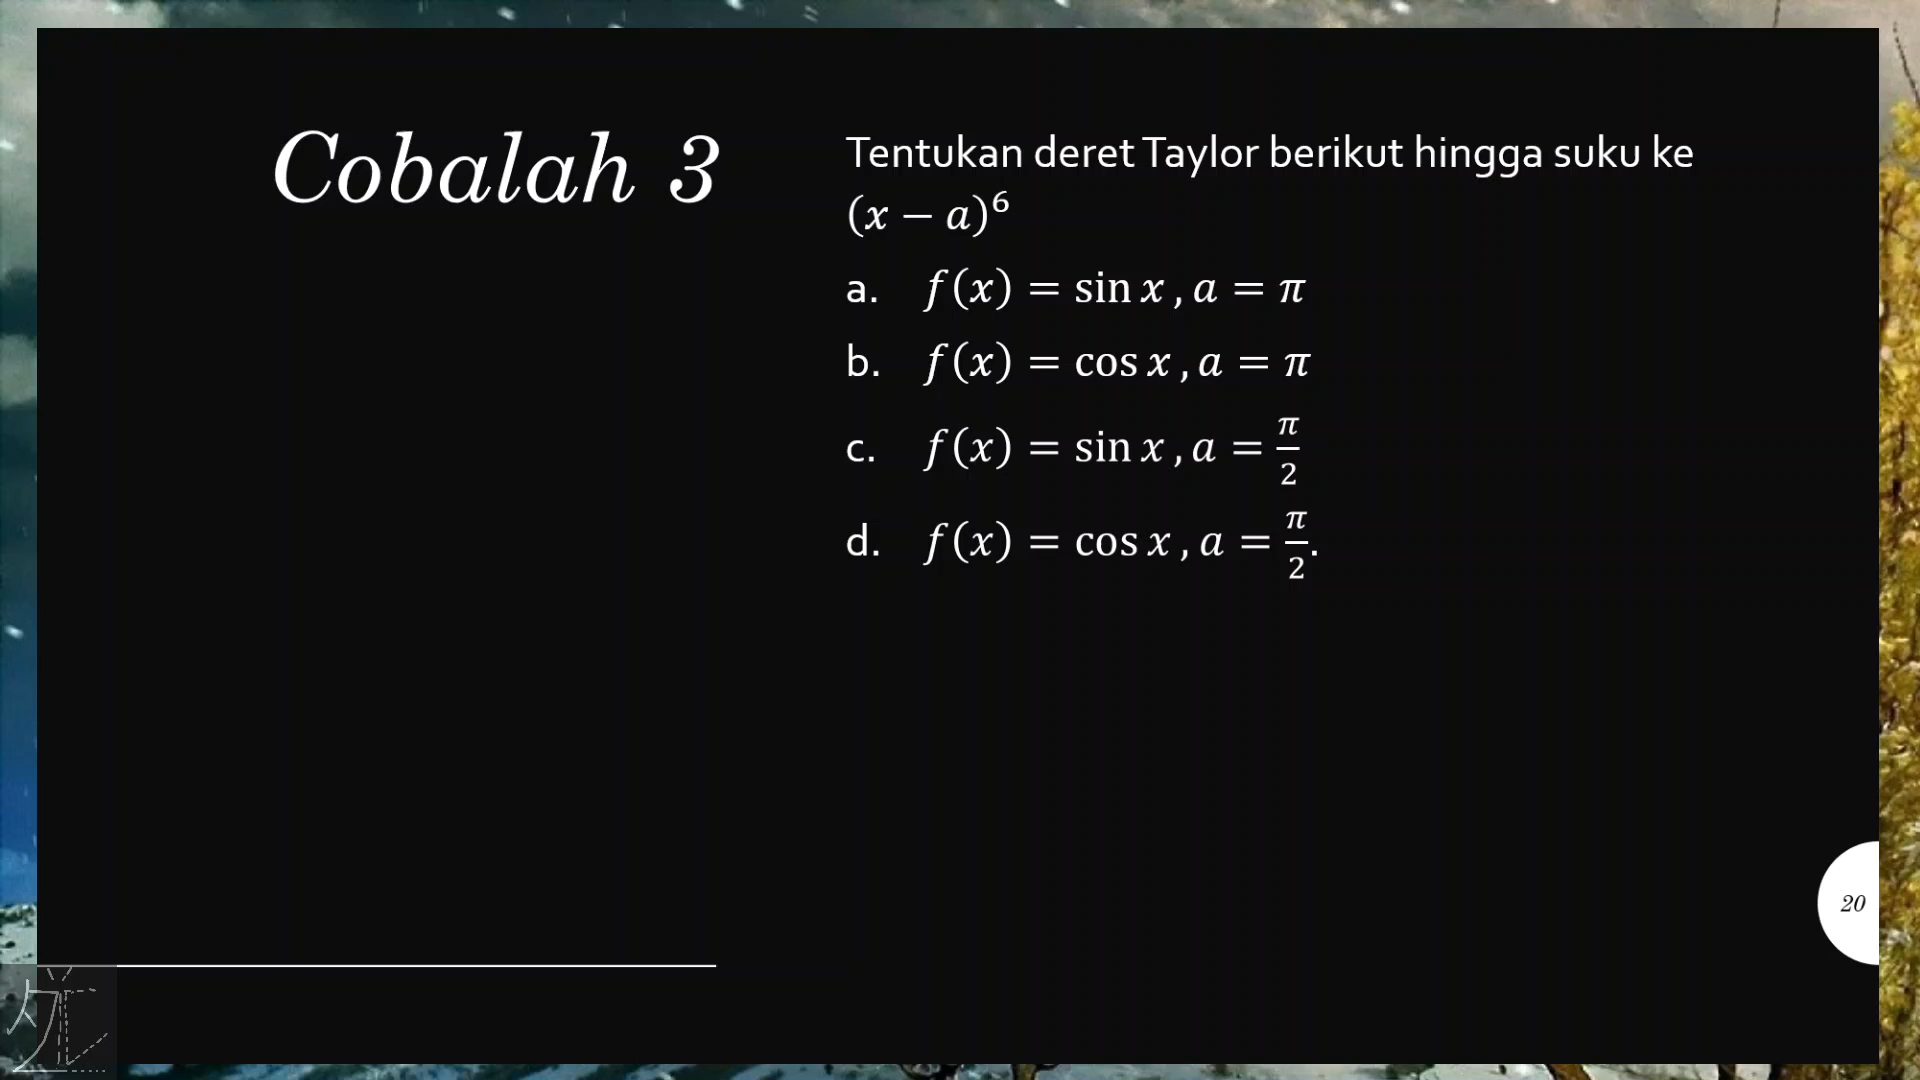 Cobalah 3
Tentukan deret Taylor berikut hingga suku ke
(x − a)⁶
a. f(x) = sin x , a = π
b. f(x) = cos x , a = π
c. f(x) = sin x , a = π/2
d. f(x) = cos x , a = π/2.
20